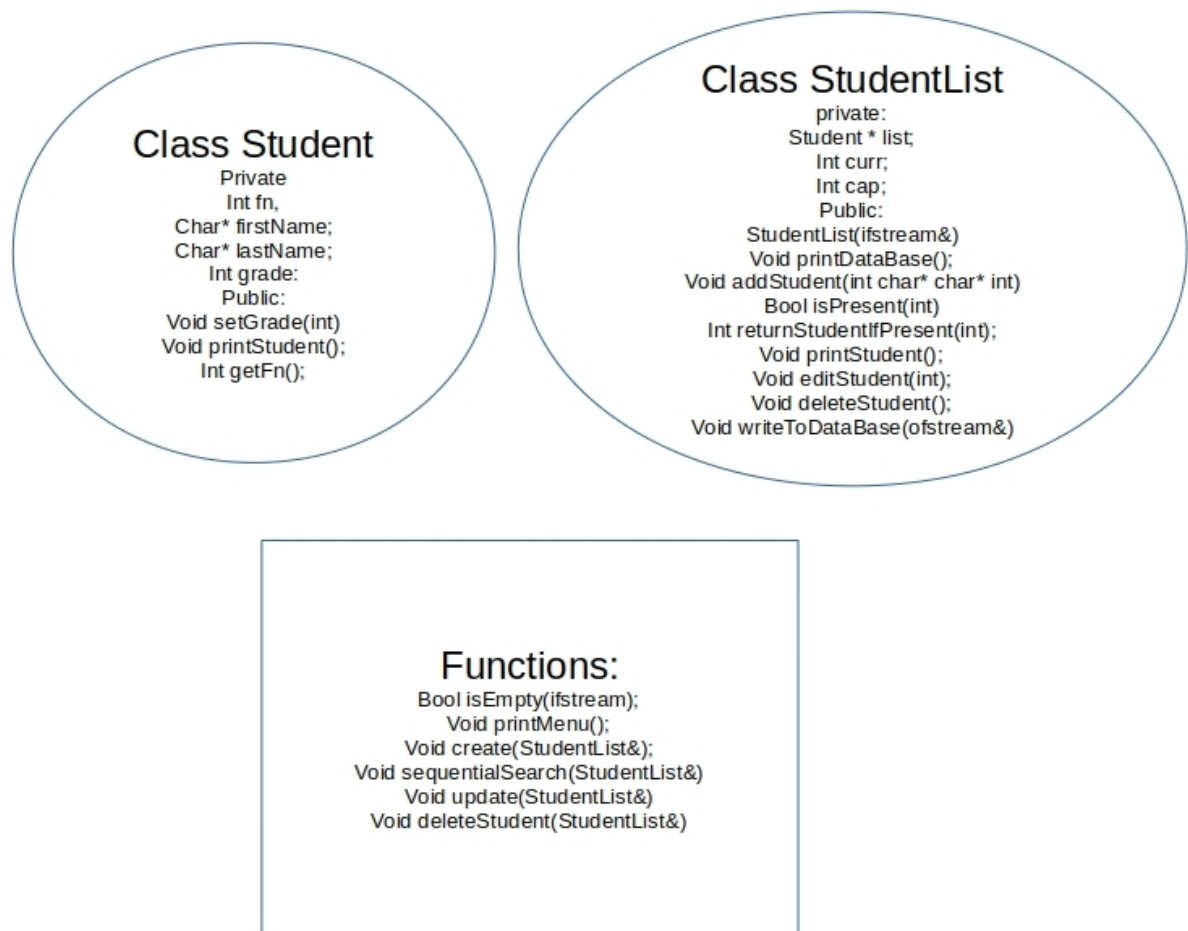 Class Student
Private
Int fn,
Char* firstName;
Char* lastName;
Int grade:
Public:
Void setGrade(int)
Void printStudent();
Int getFn();
Class StudentList
private:
Student * list;
Int curr;
Int cap;
Public:
StudentList(ifstream&)
Void printDataBase();
Void addStudent(int char* char* int)
Bool isPresent(int)
Int returnStudentIfPresent(int);
Void printStudent();
Void editStudent(int);
Void deleteStudent();
Void writeToDataBase(ofstream&)
Functions:
Bool isEmpty(ifstream);
Void printMenu();
Void create(StudentList&);
Void sequentialSearch(StudentList&)
Void update(StudentList&)
Void deleteStudent(StudentList&)